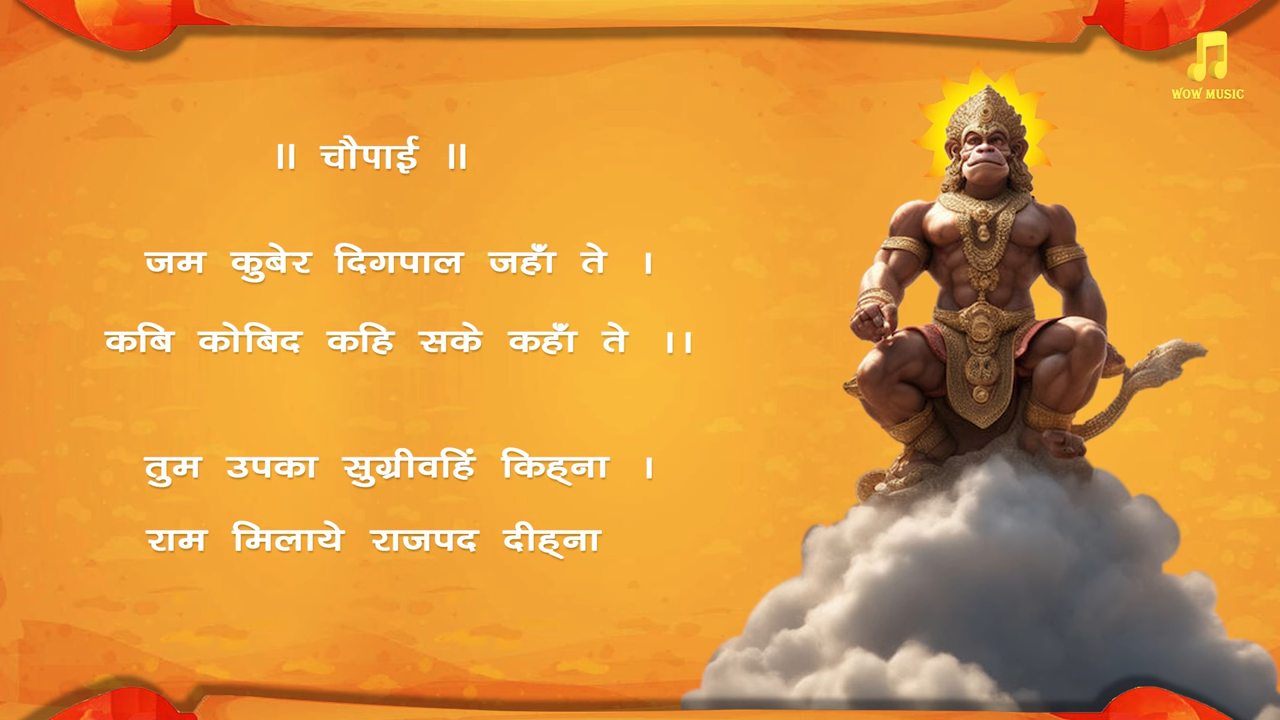 ॥ चौपाई ॥
जम कुबेर दिगपाल जहाँ ते ।
कबि कोबिद कहि सके कहाँ ते ।।
तुम उपका सुग्रीवहिं किह्ना ।
राम मिलाये राजपद दीह्ना
WOW MUSIC